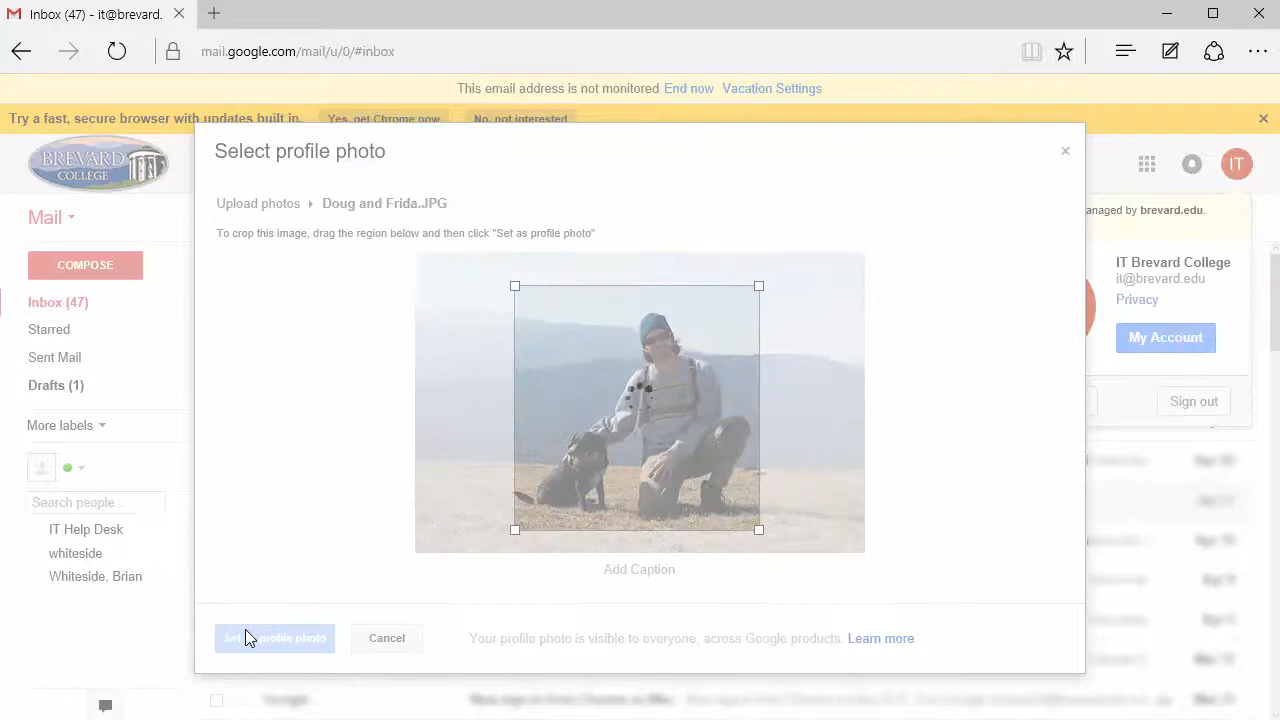 Inbox (47) - it@brevard.
mail.google.com/mail/u/0/#inbox
This email address is not monitored End now Vacation Settings
Try a fast, secure browser with updates built in. Yes, get Chrome now No, not interested
BREVARD
COLLEGE
IT
Select profile photo
Upload photos Doug and Frida.JPG
To crop this image, drag the region below and then click "Set as profile photo"
Mail
COMPOSE
Inbox (47)
Starred
Sent Mail
Drafts (1)
More labels
Search people...
IT Help Desk
whiteside
Whiteside, Brian
anaged by brevard.edu.
IT Brevard College
it@brevard.edu
Privacy
My Account
Sign out
Add Caption
Set profile photo
Cancel
Your profile photo is visible to everyone, across Google products. Learn more